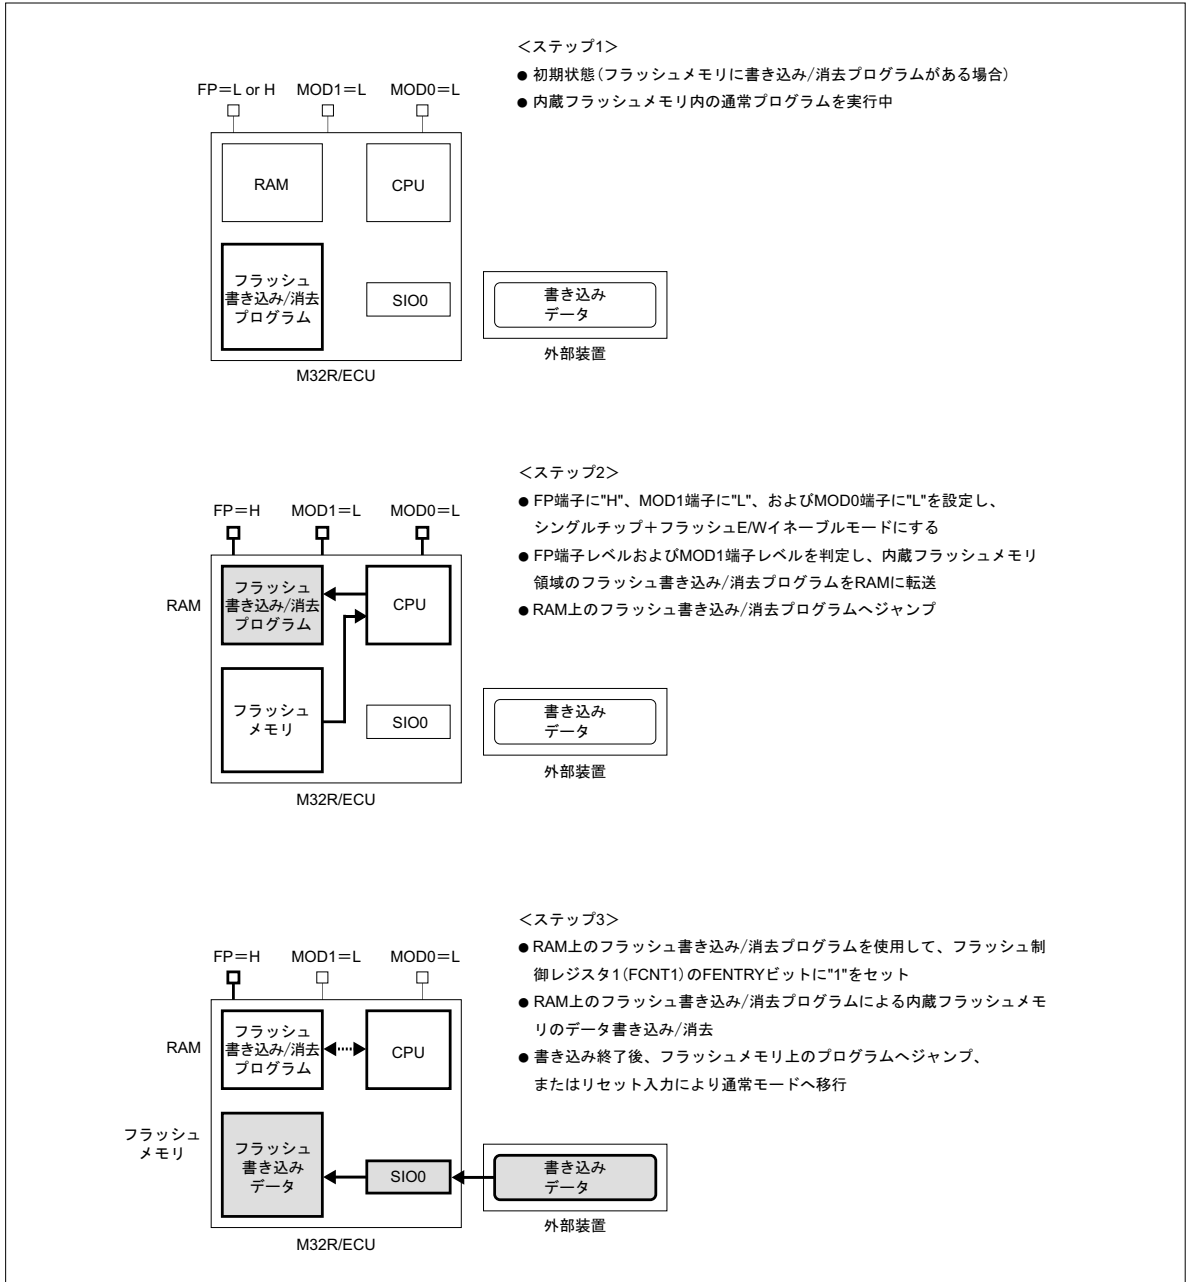 <ステップ1>
● 初期状態(フラッシュメモリに書き込み/消去プログラムがある場合)
● 内蔵フラッシュメモリ内の通常プログラムを実行中
FP=L or H MOD1=L MOD0=L
RAM
CPU
フラッシュ
書き込み/消去
プログラム
SIO0
書き込み
データ
外部装置
M32R/ECU
<ステップ2>
● FP端子に"H"、MOD1端子に"L"、およびMOD0端子に"L"を設定し、
シングルチップ+フラッシュE/Wイネーブルモードにする
● FP端子レベルおよびMOD1端子レベルを判定し、内蔵フラッシュメモリ
領域のフラッシュ書き込み/消去プログラムをRAMに転送
● RAM上のフラッシュ書き込み/消去プログラムへジャンプ
FP=H MOD1=L MOD0=L
RAM
フラッシュ
書き込み/消去
プログラム
CPU
フラッシュ
メモリ
SIO0
書き込み
データ
外部装置
M32R/ECU
<ステップ3>
● RAM上のフラッシュ書き込み/消去プログラムを使用して、フラッシュ制
御レジスタ1(FCNT1)のFENTRYビットに"1"をセット
● RAM上のフラッシュ書き込み/消去プログラムによる内蔵フラッシュメモ
リのデータ書き込み/消去
● 書き込み終了後、フラッシュメモリ上のプログラムへジャンプ、
またはリセット入力により通常モードへ移行
FP=H MOD1=L MOD0=L
RAM
フラッシュ
書き込み/消去
プログラム
CPU
フラッシュ
メモリ
フラッシュ
書き込み
データ
SIO0
書き込み
データ
外部装置
M32R/ECU